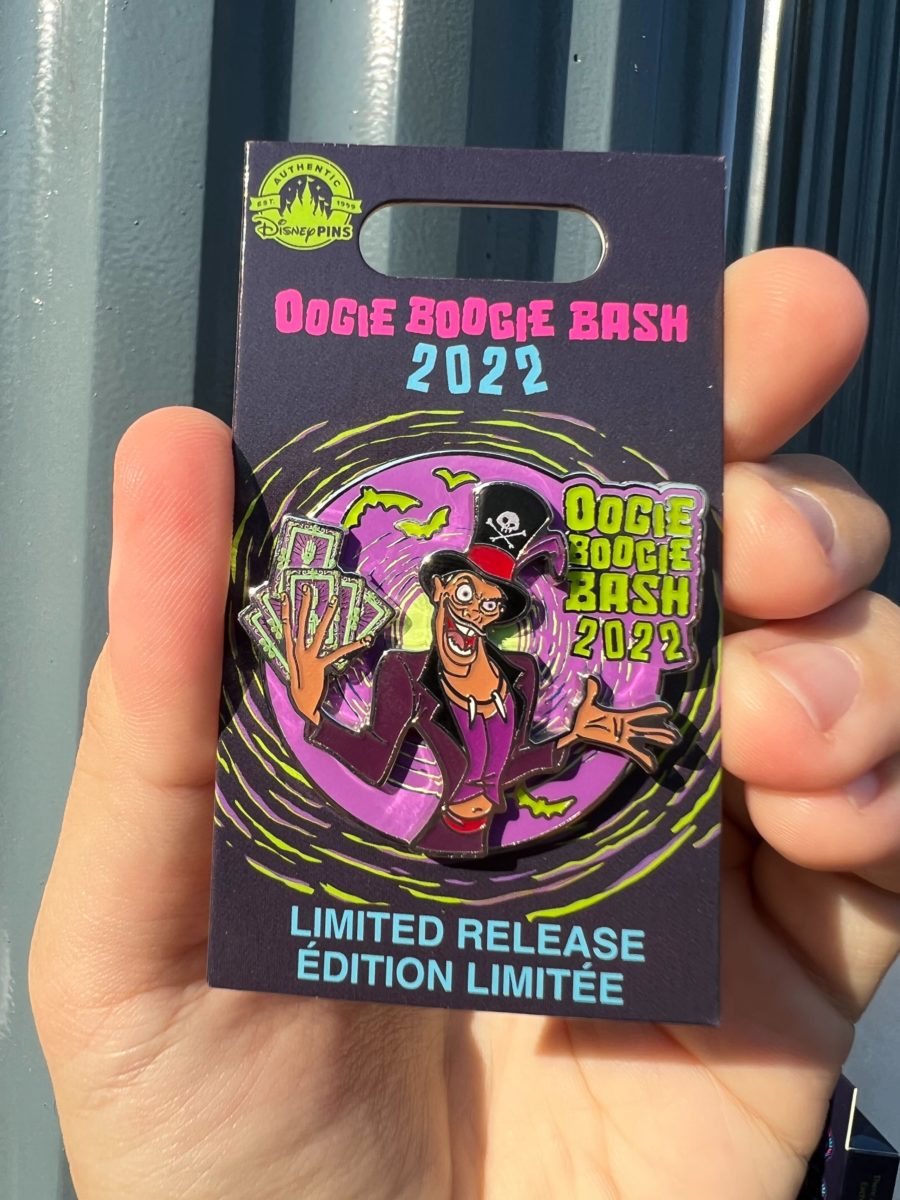 AUTHENTIC
EST. 1999
Disney PINS
OOGIE BOOGIE BASH
2022
OOGIE
BOOGIE
BASH
2022
LIMITED RELEASE
ÉDITION LIMITÉE